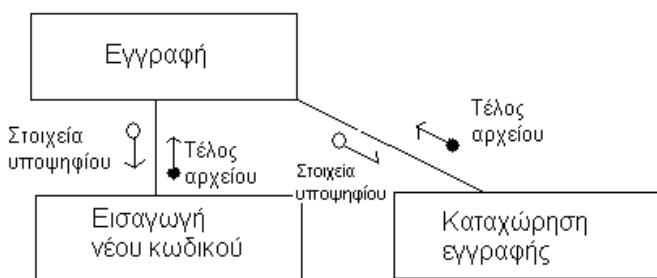 Εγγραφή
Στοιχεία
υποψηφίου
Τέλος
αρχείου
Στοιχεία
υποψηφίου
Τέλος
αρχείου
Εισαγωγή
νέου κωδικού
Καταχώρηση
εγγραφής